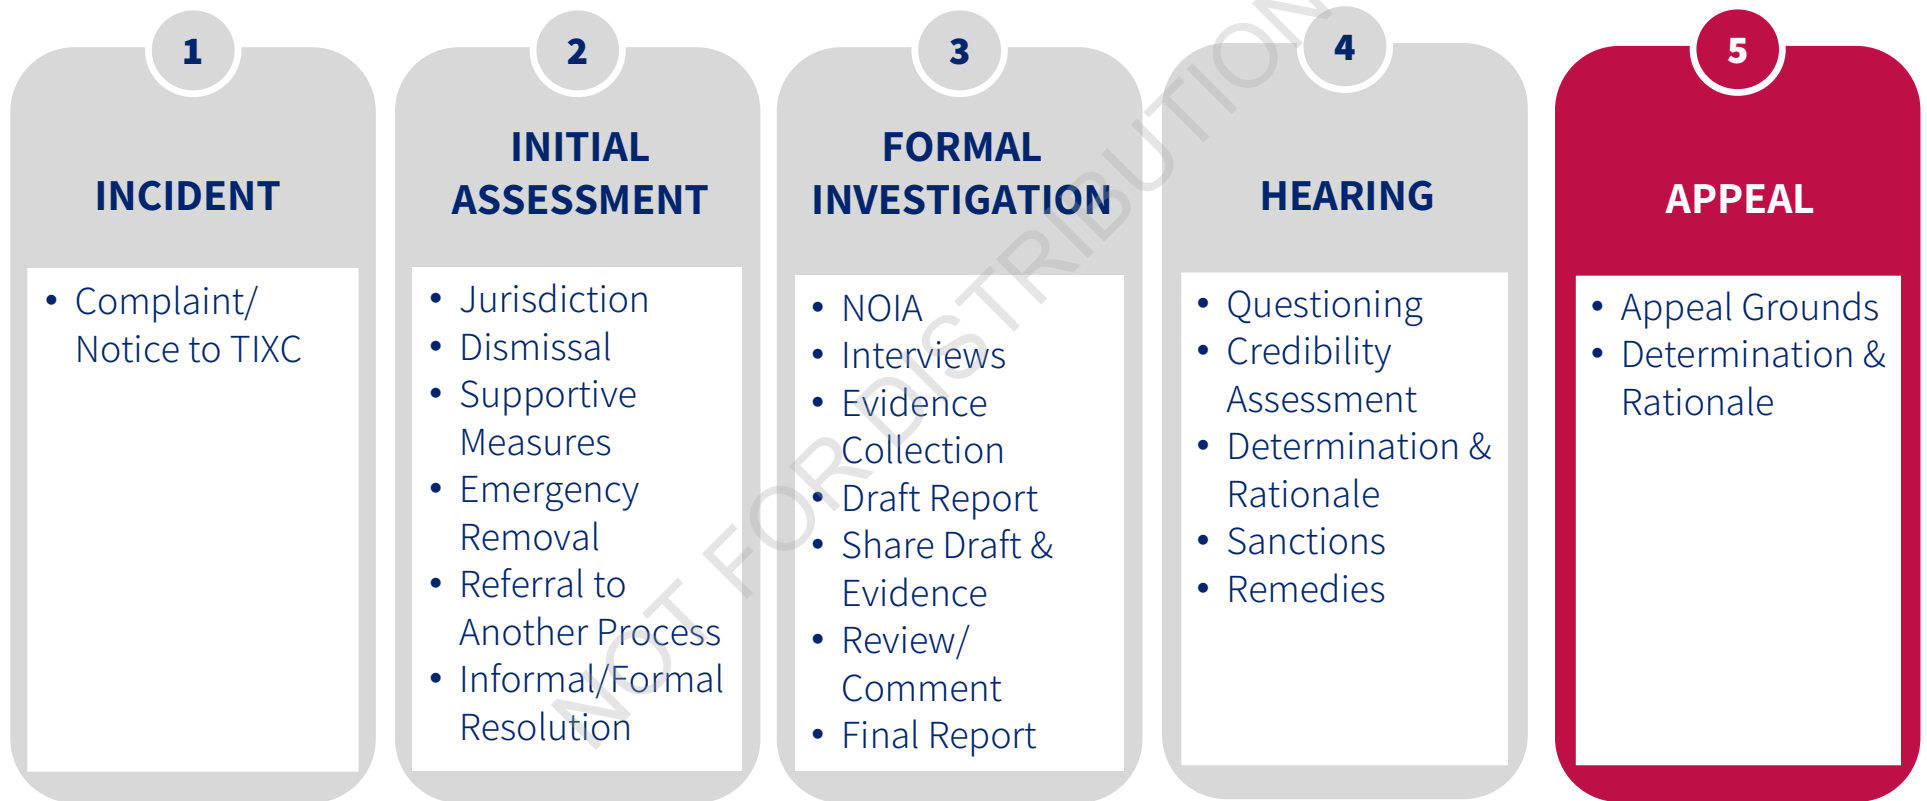 1
INCIDENT
• Complaint/
Notice to TIXC
2
INITIAL
ASSESSMENT
• Jurisdiction
• Dismissal
• Supportive
Measures
• Emergency
Removal
• Referral to
Another Process
• Informal/Formal
Resolution
3
FORMAL
INVESTIGATION
• NOIA
• Interviews
• Evidence
Collection
• Draft Report
• Share Draft &
Evidence
• Review/
Comment
• Final Report
4
HEARING
• Questioning
• Credibility
Assessment
• Determination &
Rationale
• Sanctions
• Remedies
5
APPEAL
• Appeal Grounds
• Determination &
Rationale
NOT FOR DISTRIBUTION